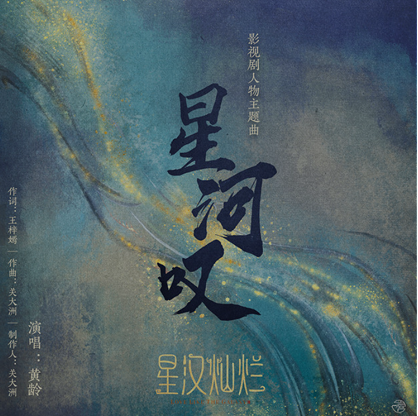 影视剧人物主题曲
星河叹
作词：王梓嫣 — 作曲：关大洲 — 制作人：关大洲
演唱：黄龄
星汉灿烂